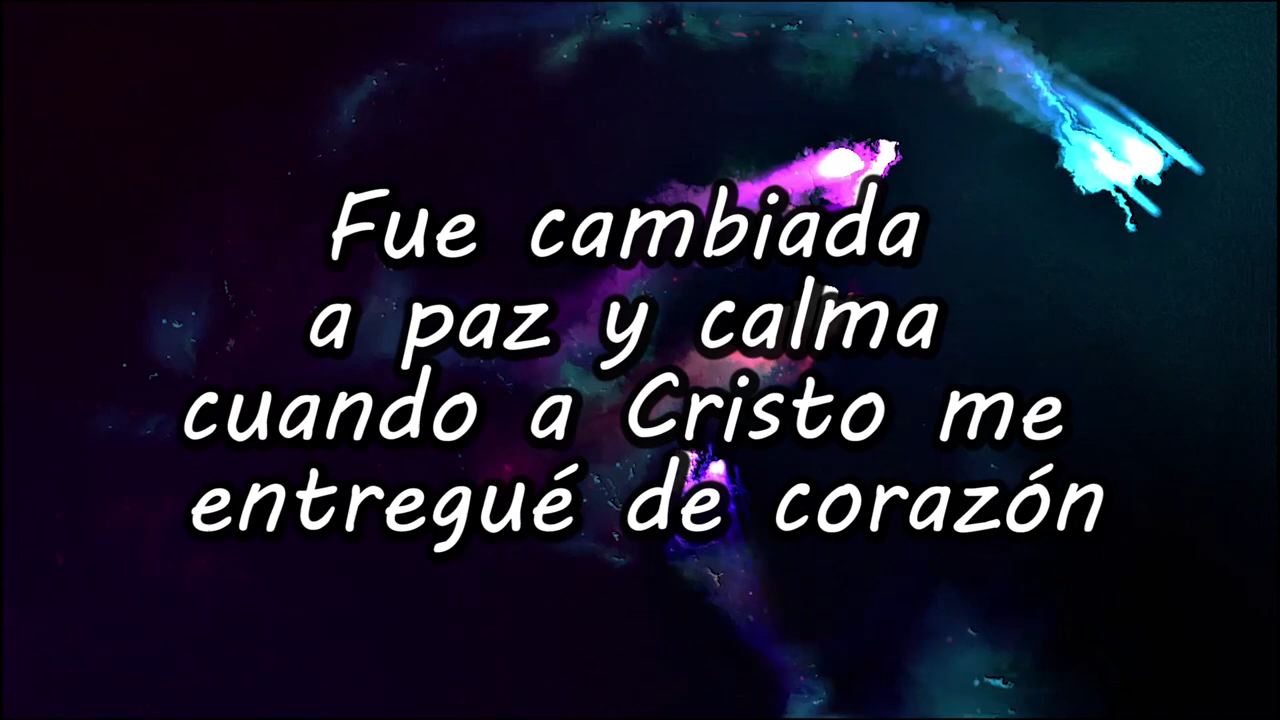 Fue cambiada
a paz y calma
cuando a Cristo me
entregué de corazón